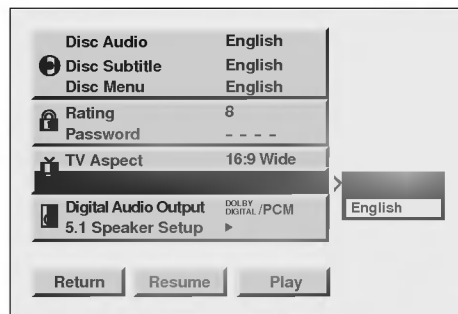 Disc Audio English
Disc Subtitle English
Disc Menu English
Rating 8
Password - - - -
TV Aspect 16:9 Wide
Digital Audio Output DOLBY DIGITAL /PCM
5.1 Speaker Setup ►
English
Return Resume Play